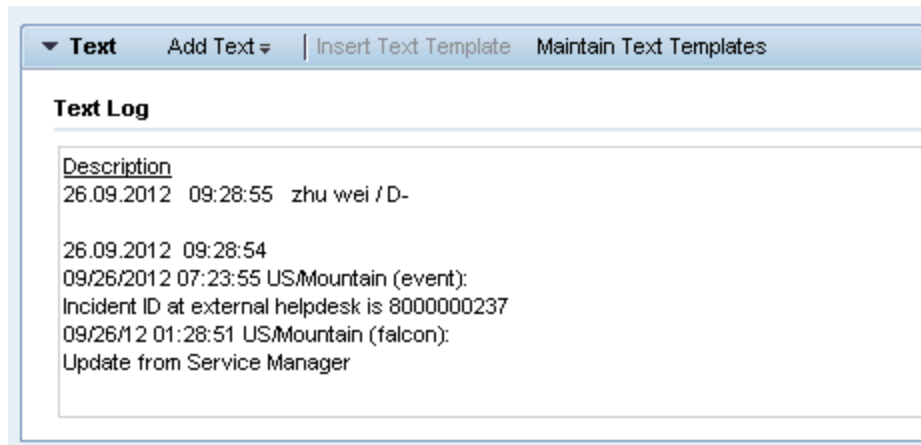 Text Add Text Insert Text Template Maintain Text Templates
Text Log
Description
26.09.2012 09:28:55 zhu wei / D-
26.09.2012 09:28:54
09/26/2012 07:23:55 US/Mountain (event):
Incident ID at external helpdesk is 8000000237
09/26/12 01:28:51 US/Mountain (falcon):
Update from Service Manager